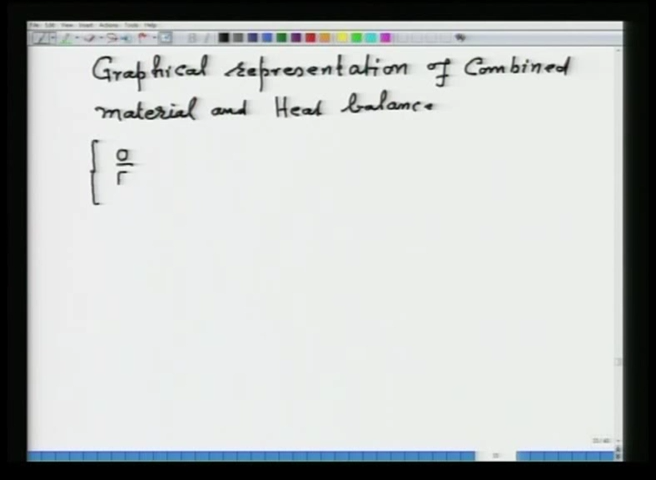 Graphical representation of Combined
material and Heat balance
[ o
r